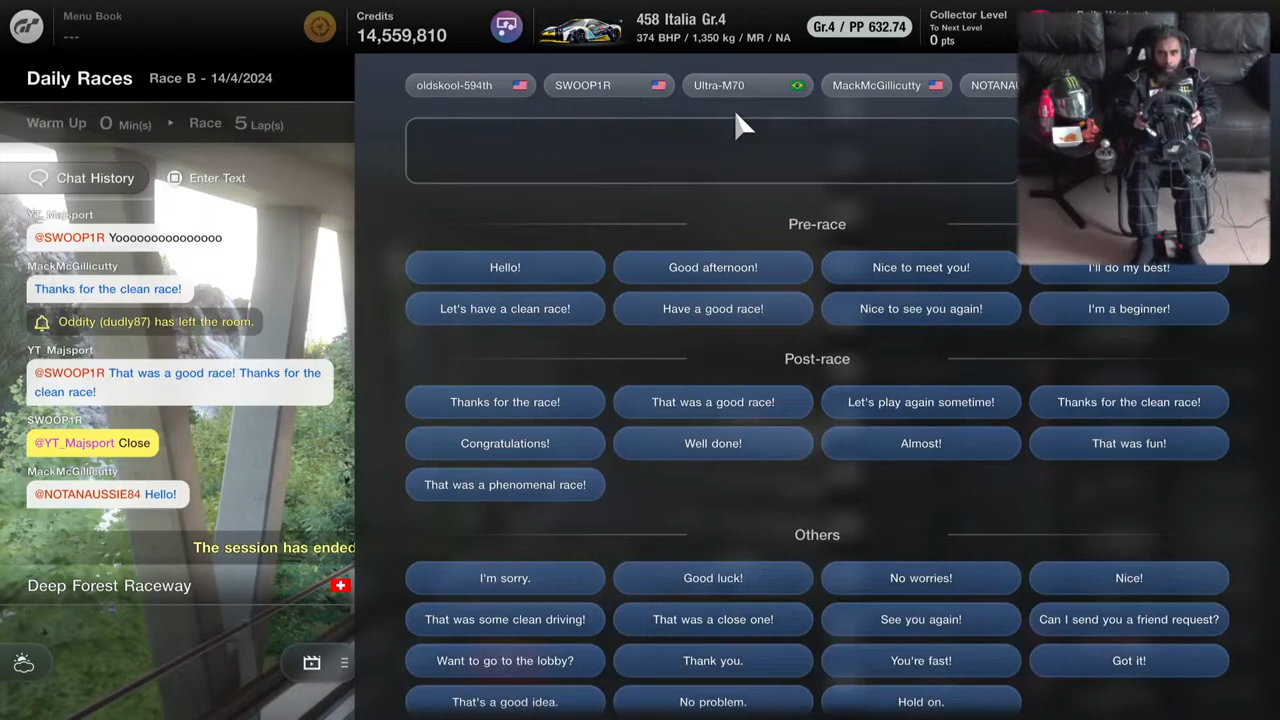 Menu Book
---
Credits
14,559,810
458 Italia Gr.4
374 BHP / 1,350 kg / MR / NA
Gr.4 / PP 632.74
Collector Level
To Next Level
0 pts
Daily Races
Race B - 14/4/2024
Warm Up 0 Min(s) ▸ Race 5 Lap(s)
Chat History
Enter Text
YT_Majsport
@SWOOP1R Yooooooooooooooo
MackMcGillicutty
Thanks for the clean race!
Oddity (dudly87) has left the room.
YT_Majsport
@SWOOP1R That was a good race! Thanks for the
clean race!
SWOOP1R
@YT_Majsport Close
MackMcGillicutty
@NOTANAUSSIE84 Hello!
The session has ended
Deep Forest Raceway
oldskool-594th
SWOOP1R
Ultra-M70
MackMcGillicutty
NOTANAU
Pre-race
Hello!
Good afternoon!
Nice to meet you!
I'll do my best!
Let's have a clean race!
Have a good race!
Nice to see you again!
I'm a beginner!
Post-race
Thanks for the race!
That was a good race!
Let's play again sometime!
Thanks for the clean race!
Congratulations!
Well done!
Almost!
That was fun!
That was a phenomenal race!
Others
I'm sorry.
Good luck!
No worries!
Nice!
That was some clean driving!
That was a close one!
See you again!
Can I send you a friend request?
Want to go to the lobby?
Thank you.
You're fast!
Got it!
That's a good idea.
No problem.
Hold on.